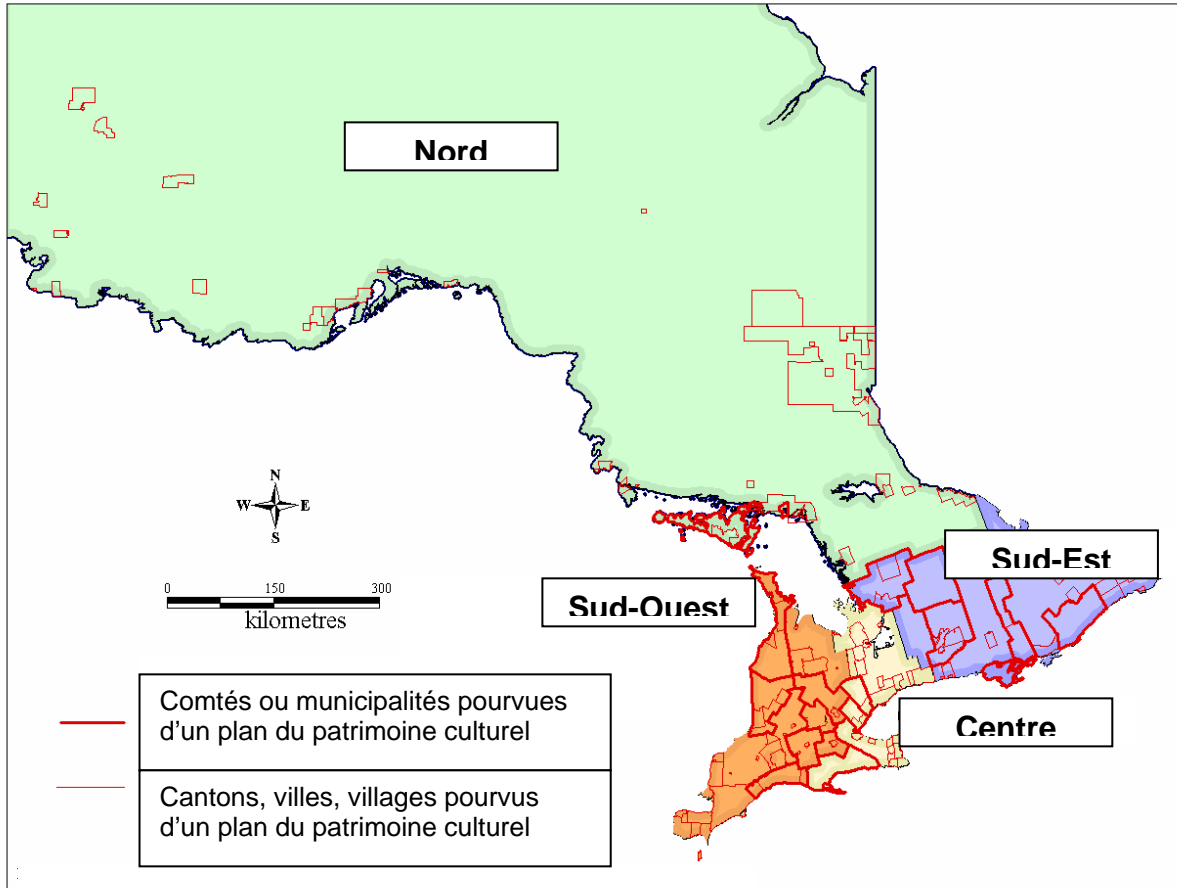 Nord
N
W E
S
Sud-Est
0 150 300
kilometres
Sud-Ouest
Comtés ou municipalités pourvues
d'un plan du patrimoine culturel
Centre
Cantons, villes, villages pourvus
d'un plan du patrimoine culturel